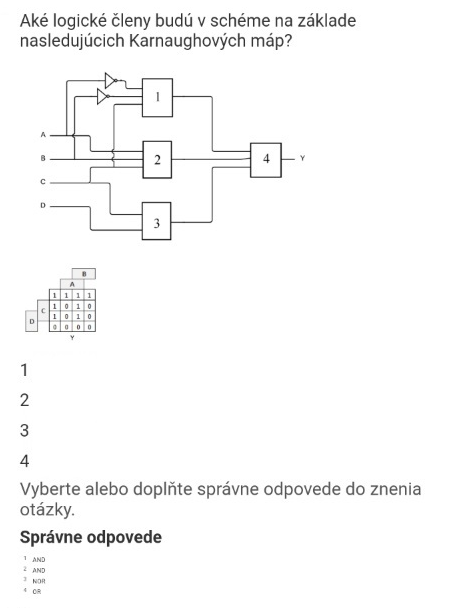 Aké logické členy budú v schéme na základe
nasledujúcich Karnaughových máp?
1
A
B
2
4
Y
C
D
3
B
A
1 1 1 1
C
1 0 1 0
D
1 0 1 0
0 0 0 0
Y
1
2
3
4
Vyberte alebo doplňte správne odpovede do znenia
otázky.
Správne odpovede
1 AND
2 AND
3 NOR
4 OR